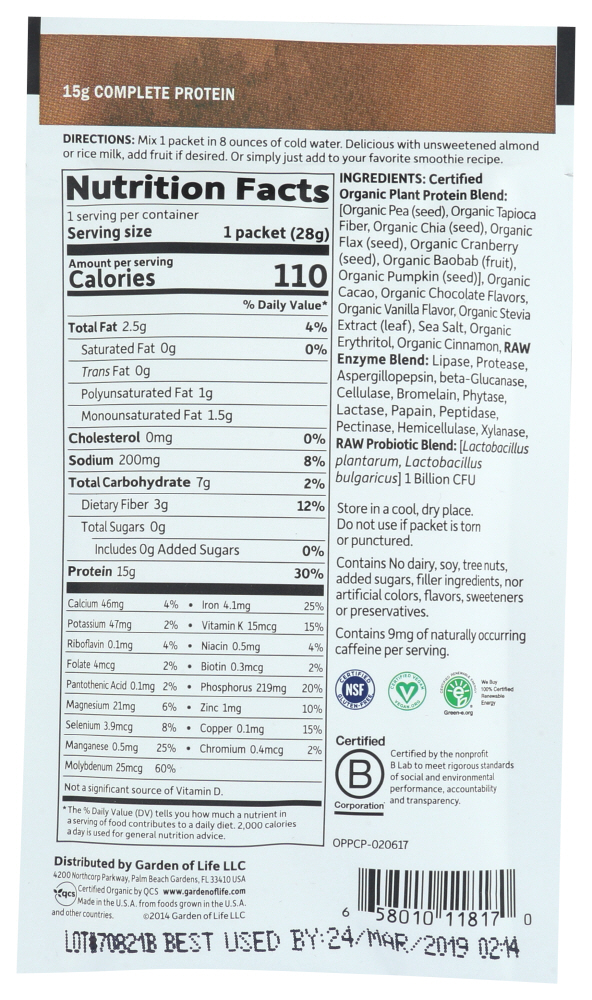 15g COMPLETE PROTEIN
DIRECTIONS: Mix 1 packet in 8 ounces of cold water. Delicious with unsweetened almond
or rice milk, add fruit if desired. Or simply just add to your favorite smoothie recipe.
Nutrition Facts
1 serving per container
Serving size 1 packet (28g)
Amount per serving
Calories 110
% Daily Value*
Total Fat 2.5g 4%
Saturated Fat 0g 0%
Trans Fat 0g
Polyunsaturated Fat 1g
Monounsaturated Fat 1.5g
Cholesterol 0mg 0%
Sodium 200mg 8%
Total Carbohydrate 7g 2%
Dietary Fiber 3g 12%
Total Sugars 0g
Includes 0g Added Sugars 0%
Protein 15g 30%
Calcium 46mg 4% • Iron 4.1mg 25%
Potassium 47mg 2% • Vitamin K 15mcg 15%
Riboflavin 0.1mg 4% • Niacin 0.5mg 4%
Folate 4mcg 2% • Biotin 0.3mcg 2%
Pantothenic Acid 0.1mg 2% • Phosphorus 219mg 20%
Magnesium 21mg 6% • Zinc 1mg 10%
Selenium 3.9mcg 8% • Copper 0.1mg 15%
Manganese 0.5mg 25% • Chromium 0.4mcg 2%
Molybdenum 25mcg 60%
Not a significant source of Vitamin D.
*The % Daily Value (DV) tells you how much a nutrient in
a serving of food contributes to a daily diet. 2,000 calories
a day is used for general nutrition advice.
INGREDIENTS: Certified
Organic Plant Protein Blend:
[Organic Pea (seed), Organic Tapioca
Fiber, Organic Chia (seed), Organic
Flax (seed), Organic Cranberry
(seed), Organic Baobab (fruit),
Organic Pumpkin (seed)], Organic
Cacao, Organic Chocolate Flavors,
Organic Vanilla Flavor, Organic Stevia
Extract (leaf), Sea Salt, Organic
Erythritol, Organic Cinnamon, RAW
Enzyme Blend: Lipase, Protease,
Aspergillopepsin, beta-Glucanase,
Cellulase, Bromelain, Phytase,
Lactase, Papain, Peptidase,
Pectinase, Hemicellulase, Xylanase,
RAW Probiotic Blend: [Lactobacillus
plantarum, Lactobacillus
bulgaricus] 1 Billion CFU
Store in a cool, dry place.
Do not use if packet is torn
or punctured.
Contains No dairy, soy, tree nuts,
added sugars, filler ingredients, nor
artificial colors, flavors, sweeteners
or preservatives.
Contains 9mg of naturally occurring
caffeine per serving.
CERTIFIED
NSF
GLUTEN-FREE
CERTIFIED VEGAN
VEGAN.ORG
Green-e.org
We Buy
100% Certified
Renewable
Energy
Certified
B
Corporation
Certified by the nonprofit
B Lab to meet rigorous standards
of social and environmental
performance, accountability
and transparency.
OPPCP-020617
Distributed by Garden of Life LLC
4200 Northcorp Parkway, Palm Beach Gardens, FL 33410 USA
qcs Certified Organic by QCS www.gardenoflife.com
Made in the U.S.A. from foods grown in the U.S.A.
and other countries. ©2014 Garden of Life LLC
6 58010 11817 0
LOT#70821B BEST USED BY:24/MAR/2019 02:14